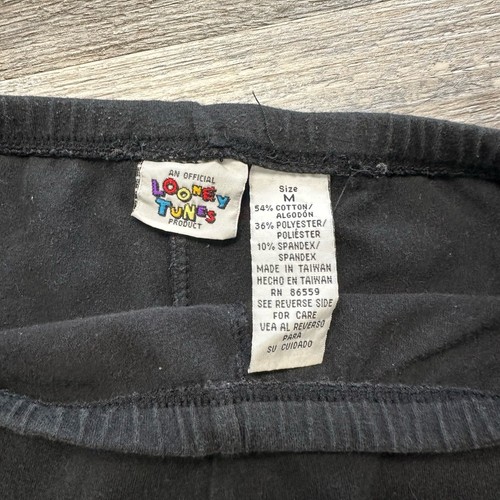 AN OFFICIAL
LOONEY
TUNES
PRODUCT
Size
M
54% COTTON/
ALGODÓN
36% POLYESTER/
POLIÉSTER
10% SPANDEX/
SPANDEX
MADE IN TAIWAN
HECHO EN TAIWAN
RN 86559
SEE REVERSE SIDE
FOR CARE
VEA AL REVERSO
PARA
SU CUIDADO